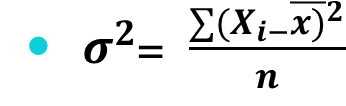 • σ²= ∑(Xᵢ₋x̅)² / n